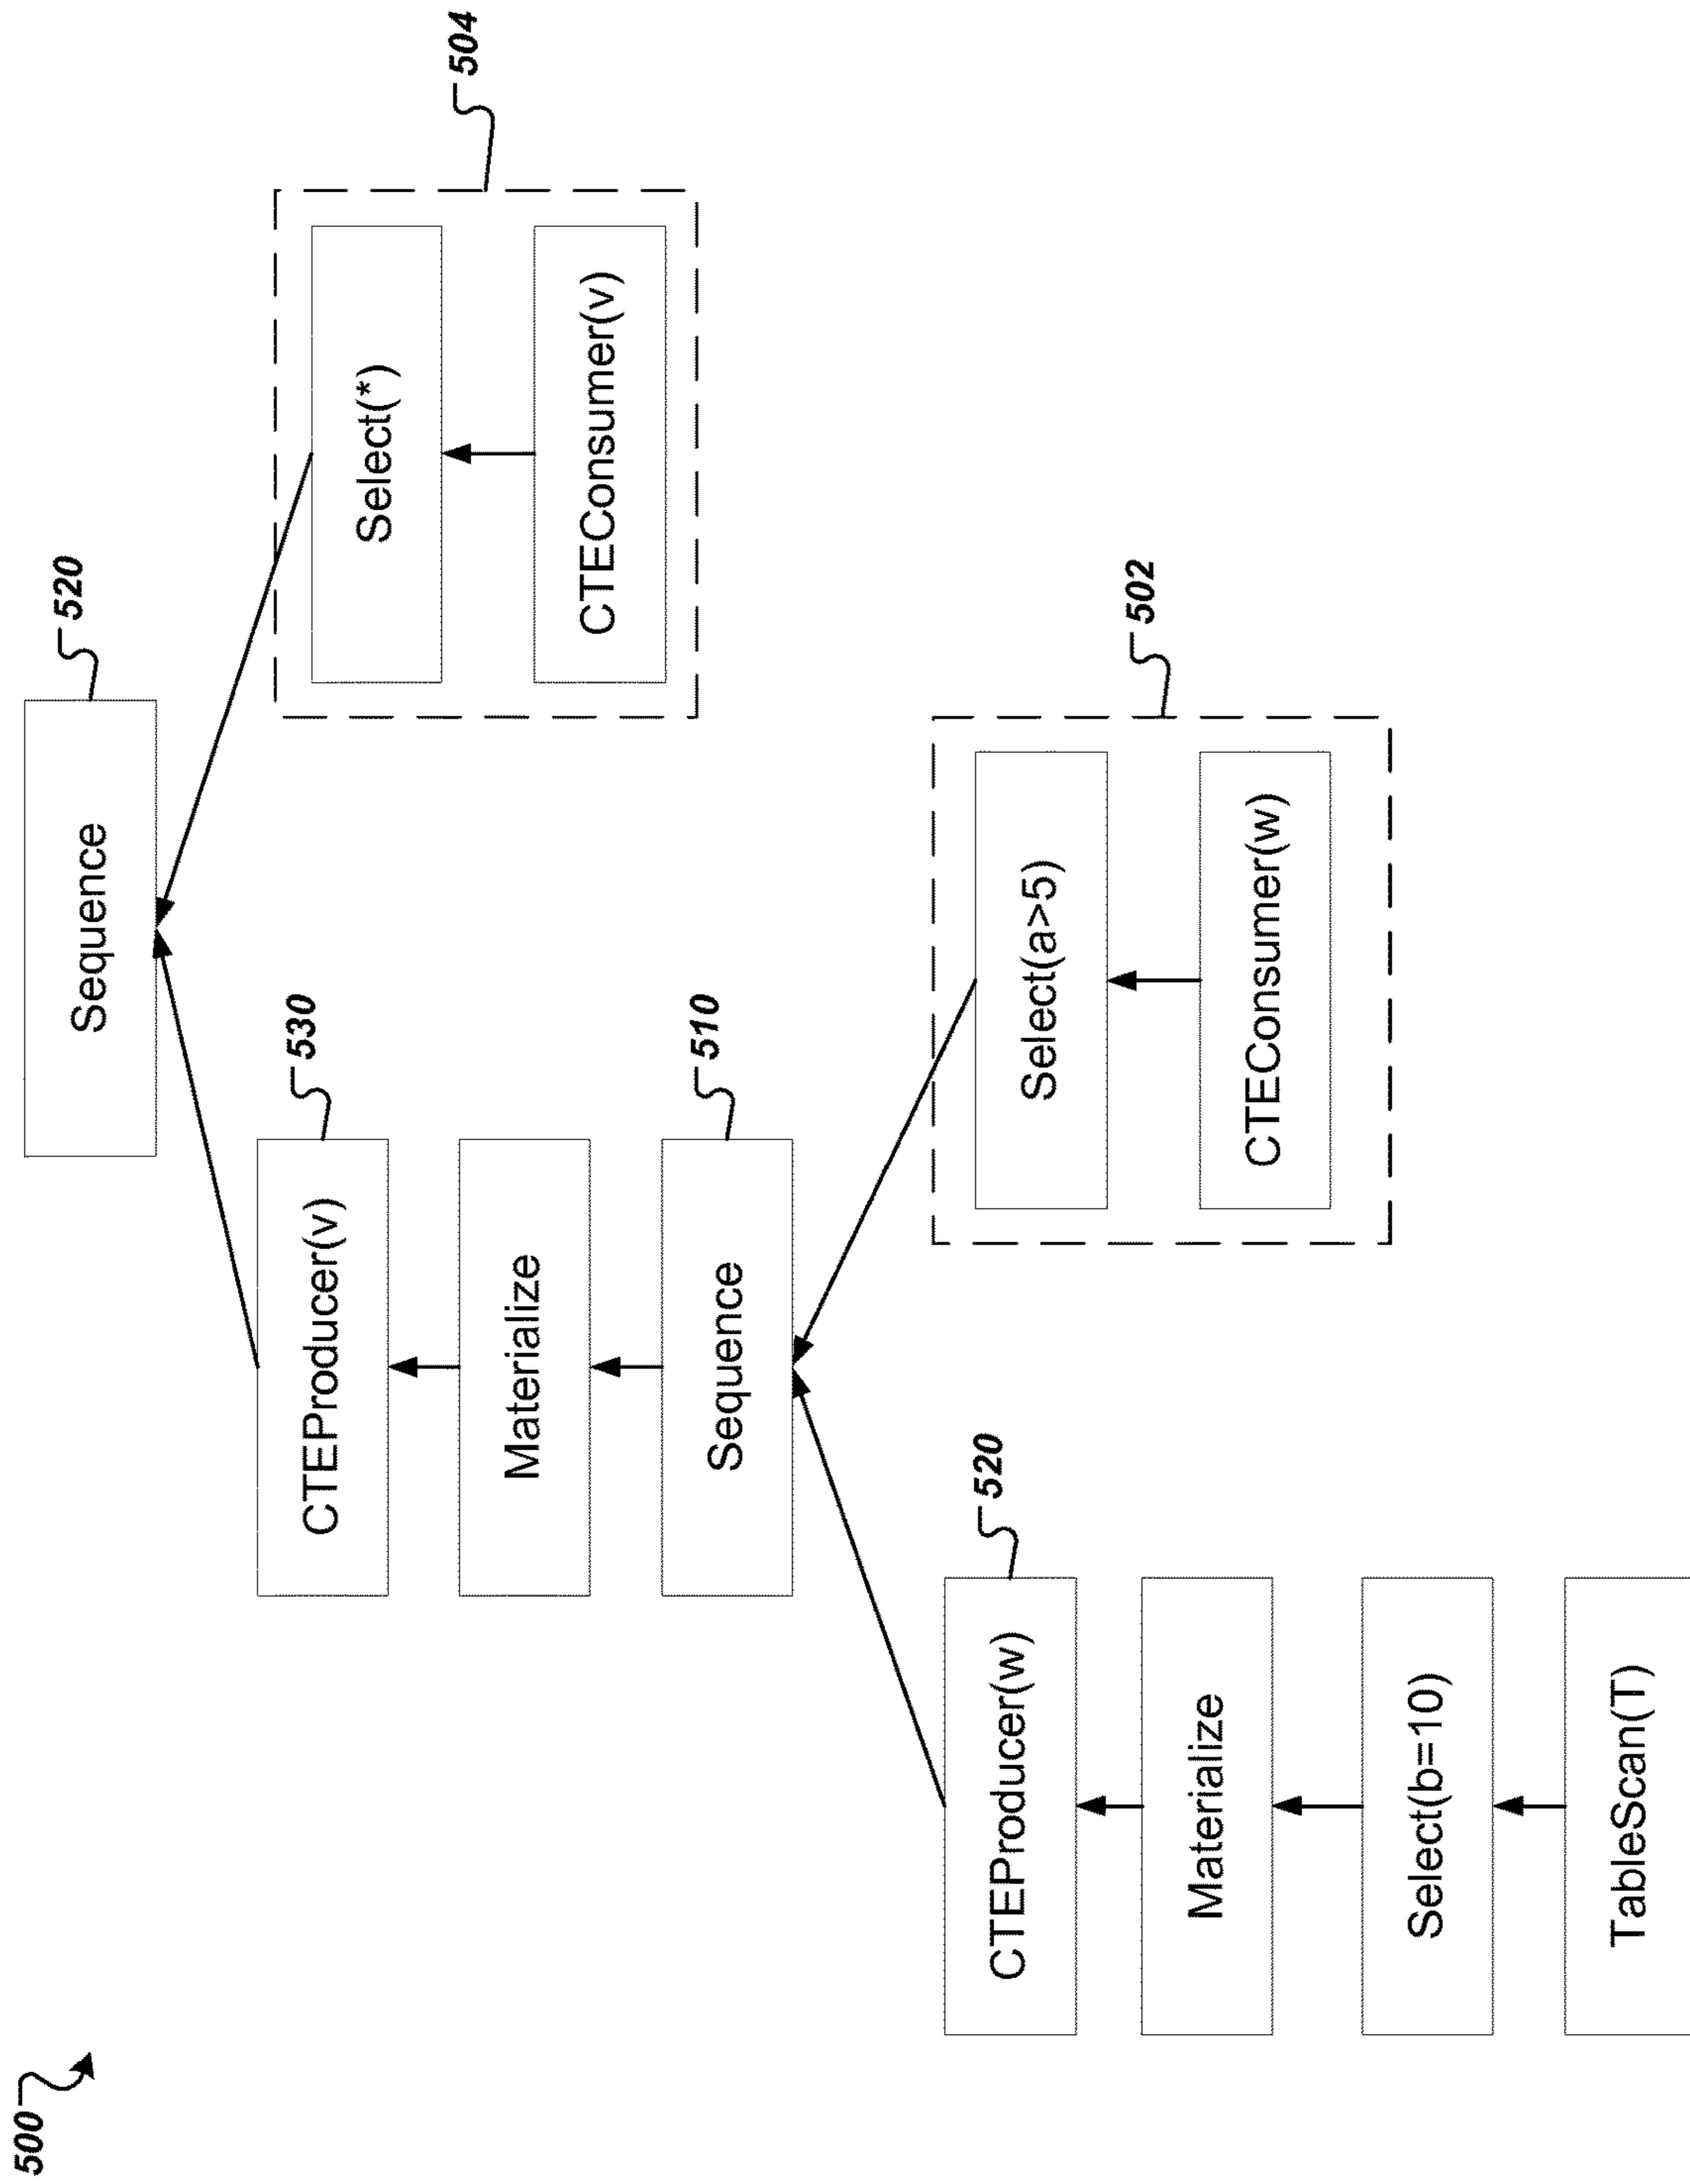 500
Sequence
520
CTEProducer(v)
530
Select(*)
504
Materialize
CTEConsumer(v)
Sequence
510
CTEProducer(w)
520
Select(a>5)
502
Materialize
CTEConsumer(w)
Select(b=10)
TableScan(T)